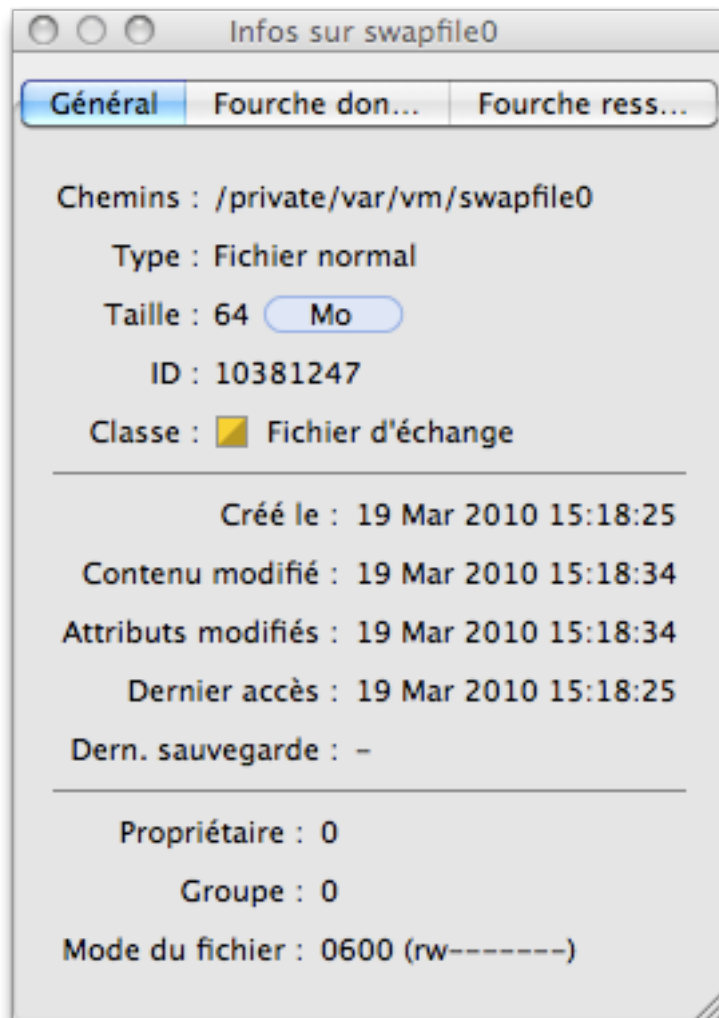 Infos sur swapfile0
Général Fourche don... Fourche ress...
Chemins : /private/var/vm/swapfile0
Type : Fichier normal
Taille : 64 Mo
ID : 10381247
Classe : Fichier d'échange
Créé le : 19 Mar 2010 15:18:25
Contenu modifié : 19 Mar 2010 15:18:34
Attributs modifiés : 19 Mar 2010 15:18:34
Dernier accès : 19 Mar 2010 15:18:25
Dern. sauvegarde : –
Propriétaire : 0
Groupe : 0
Mode du fichier : 0600 (rw-------)